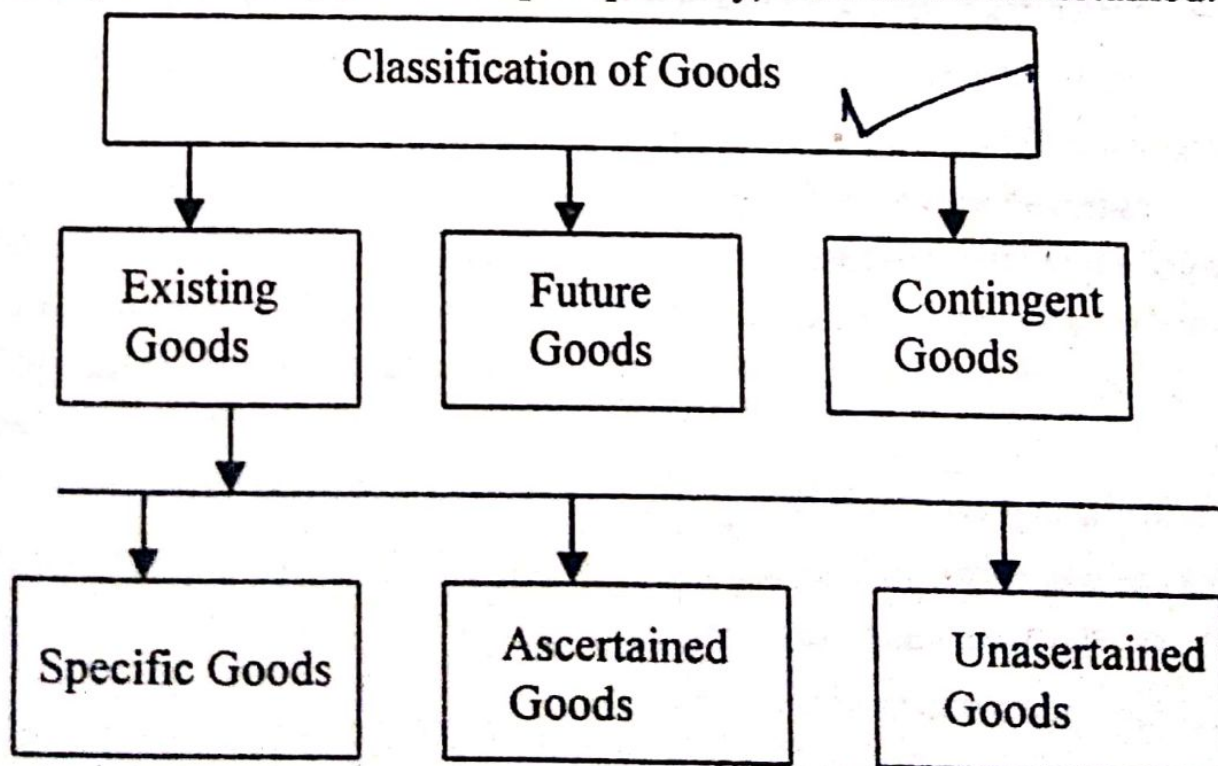 Classification of Goods
Existing
Goods
Future
Goods
Contingent
Goods
Specific Goods
Ascertained
Goods
Unasertained
Goods